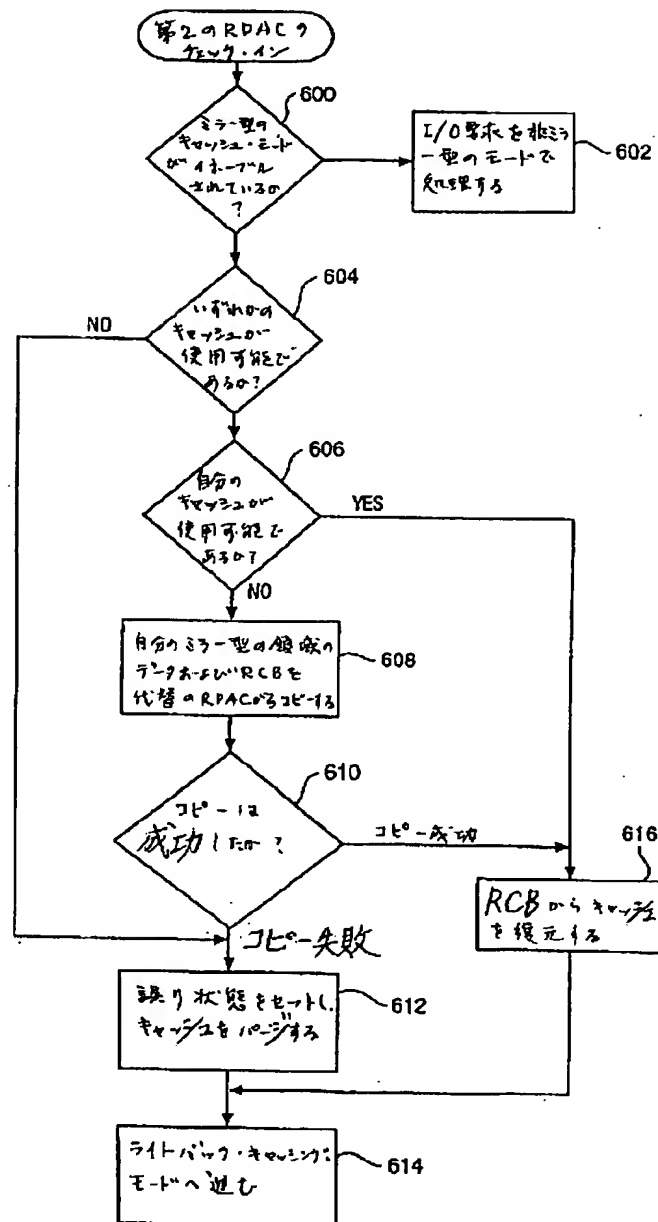 第2のRDACの
チェック・イン
600
ミラー型の
キャッシュ・モード
がイネーブル
されているの
?
I/O要求を非ミラ
ー型のモードで
処理する
602
604
いずれかの
キャッシュが
使用可能で
あるか?
NO
606
自分の
キャッシュが
使用可能で
あるか?
YES
NO
自分のミラー型の領域の
データおよびRCBを
代替のRDACからコピーする
608
610
コピーは
成功したか?
コピー成功
616
RCBからキャッシュ
を復元する
コピー失敗
誤り状態をセットし、
キャッシュをパージする
612
ライトバック・キャッシング・
モードへ進む
614